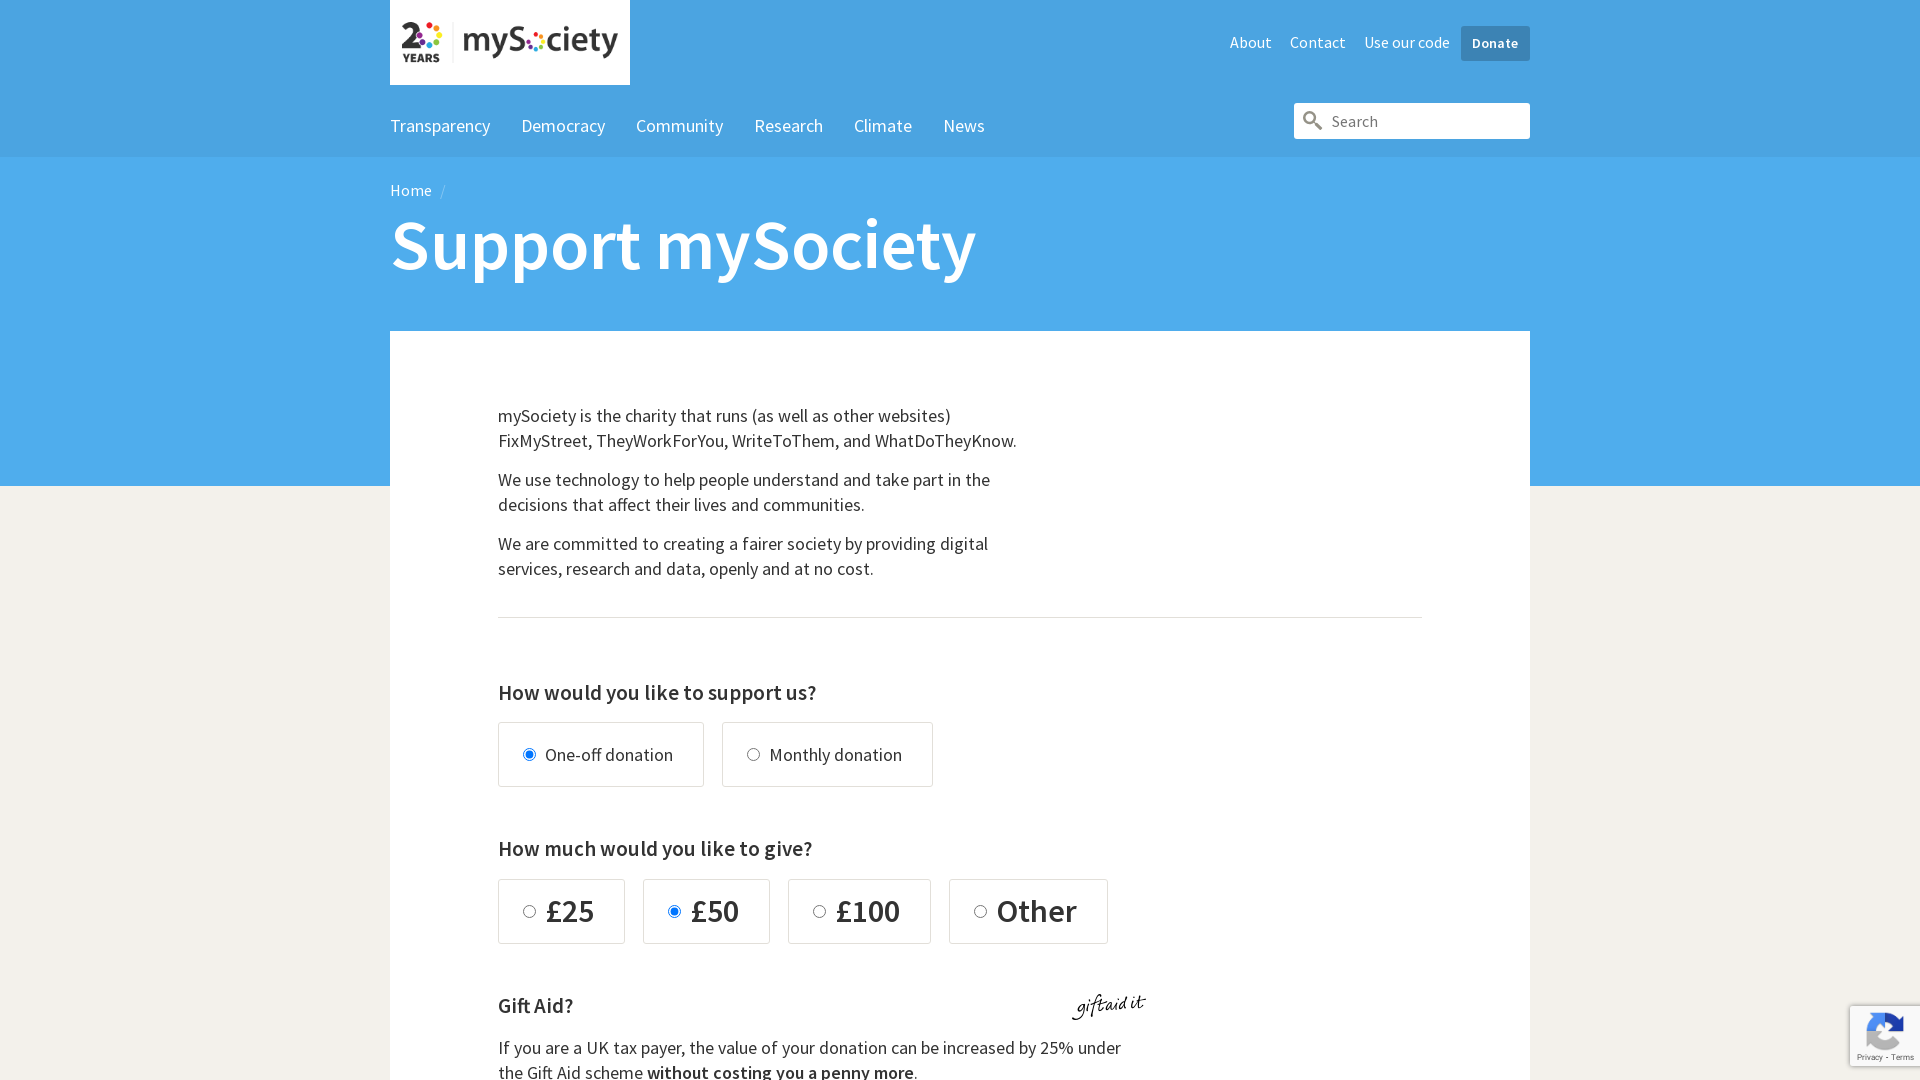 20 YEARS mySociety
About Contact Use our code Donate
Transparency Democracy Community Research Climate News
Search
Home /
Support mySociety
mySociety is the charity that runs (as well as other websites)
FixMyStreet, TheyWorkForYou, WriteToThem, and WhatDoTheyKnow.
We use technology to help people understand and take part in the
decisions that affect their lives and communities.
We are committed to creating a fairer society by providing digital
services, research and data, openly and at no cost.
How would you like to support us?
One-off donation Monthly donation
How much would you like to give?
£25 £50 £100 Other
Gift Aid? giftaid it
If you are a UK tax payer, the value of your donation can be increased by 25% under
the Gift Aid scheme without costing you a penny more.
Privacy - Terms